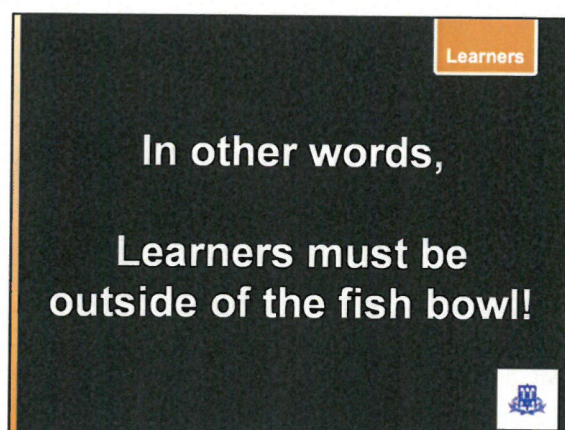 Learners
In other words,
Learners must be
outside of the fish bowl!